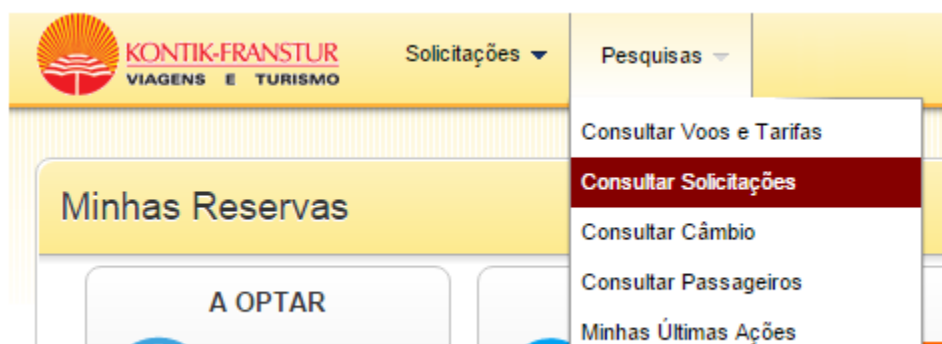 KONTIK-FRANSTUR
VIAGENS E TURISMO
Solicitações
Pesquisas
Consultar Voos e Tarifas
Consultar Solicitações
Consultar Câmbio
Consultar Passageiros
Minhas Últimas Ações
Minhas Reservas
A OPTAR